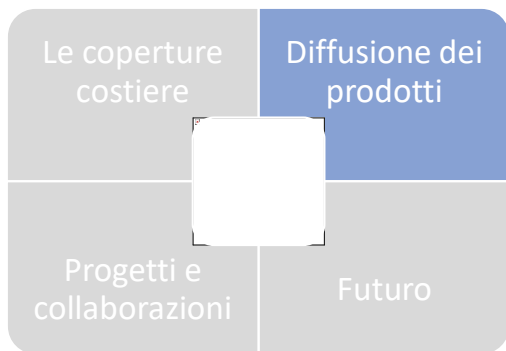 Le coperture
costiere
Diffusione dei
prodotti
Progetti e
collaborazioni
Futuro